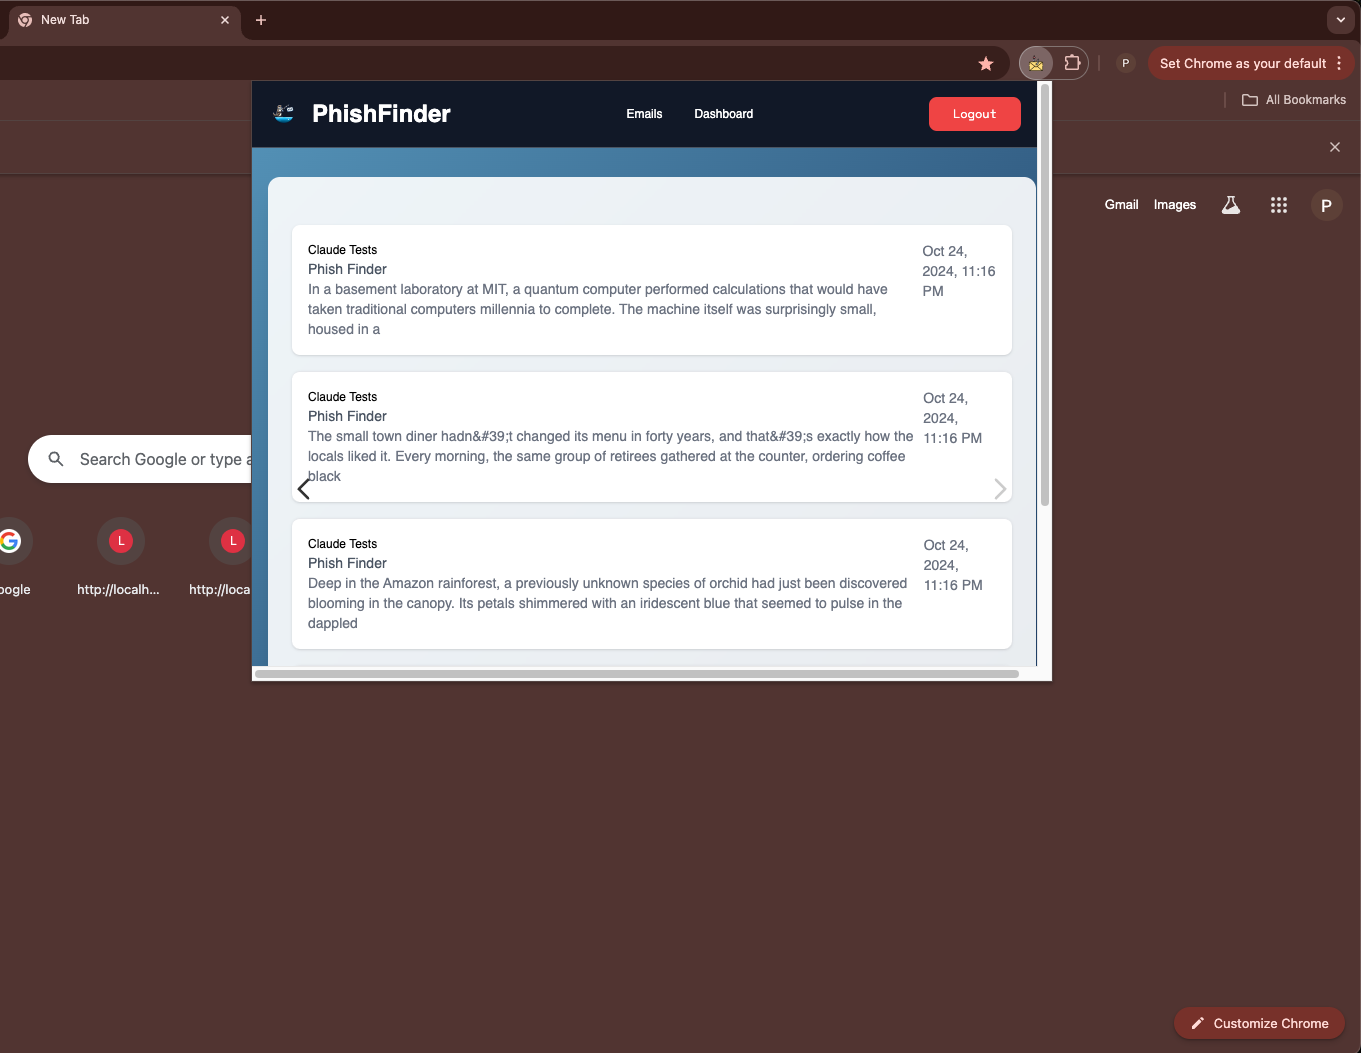 New Tab
P
Set Chrome as your default
All Bookmarks
PhishFinder
Emails
Dashboard
Logout
Gmail
Images
P
Claude Tests
Phish Finder
In a basement laboratory at MIT, a quantum computer performed calculations that would have
taken traditional computers millennia to complete. The machine itself was surprisingly small,
housed in a
Oct 24,
2024, 11:16
PM
Claude Tests
Phish Finder
The small town diner hadn&#39;t changed its menu in forty years, and that&#39;s exactly how the
locals liked it. Every morning, the same group of retirees gathered at the counter, ordering coffee
black
Oct 24,
2024,
11:16 PM
Search Google or type a
Claude Tests
Phish Finder
Deep in the Amazon rainforest, a previously unknown species of orchid had just been discovered
blooming in the canopy. Its petals shimmered with an iridescent blue that seemed to pulse in the
dappled
Oct 24,
2024,
11:16 PM
G
L
L
oogle
http://localh...
http://loca
Customize Chrome